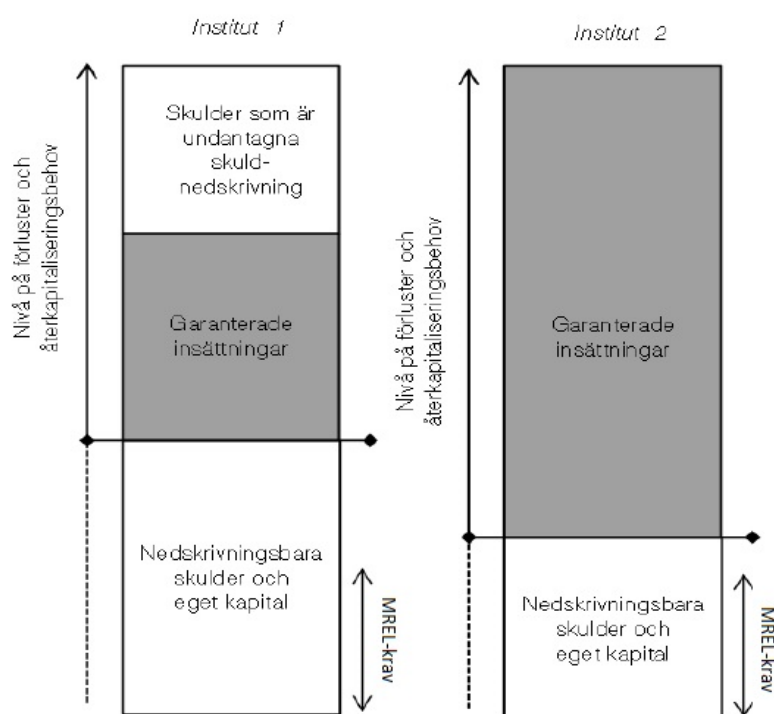 Institut 1
Nivå på förluster och
återkapitaliseringsbehov
Skulder som är
undantagna
skuld-
nedskrivning
Garanterade
insättningar
Nedskrivningsbara
skulder och
eget kapital
MREL-krav
Institut 2
Nivå på förluster och
återkapitaliseringsbehov
Garanterade
insättningar
Nedskrivningsbara
skulder och
eget kapital
MREL-krav